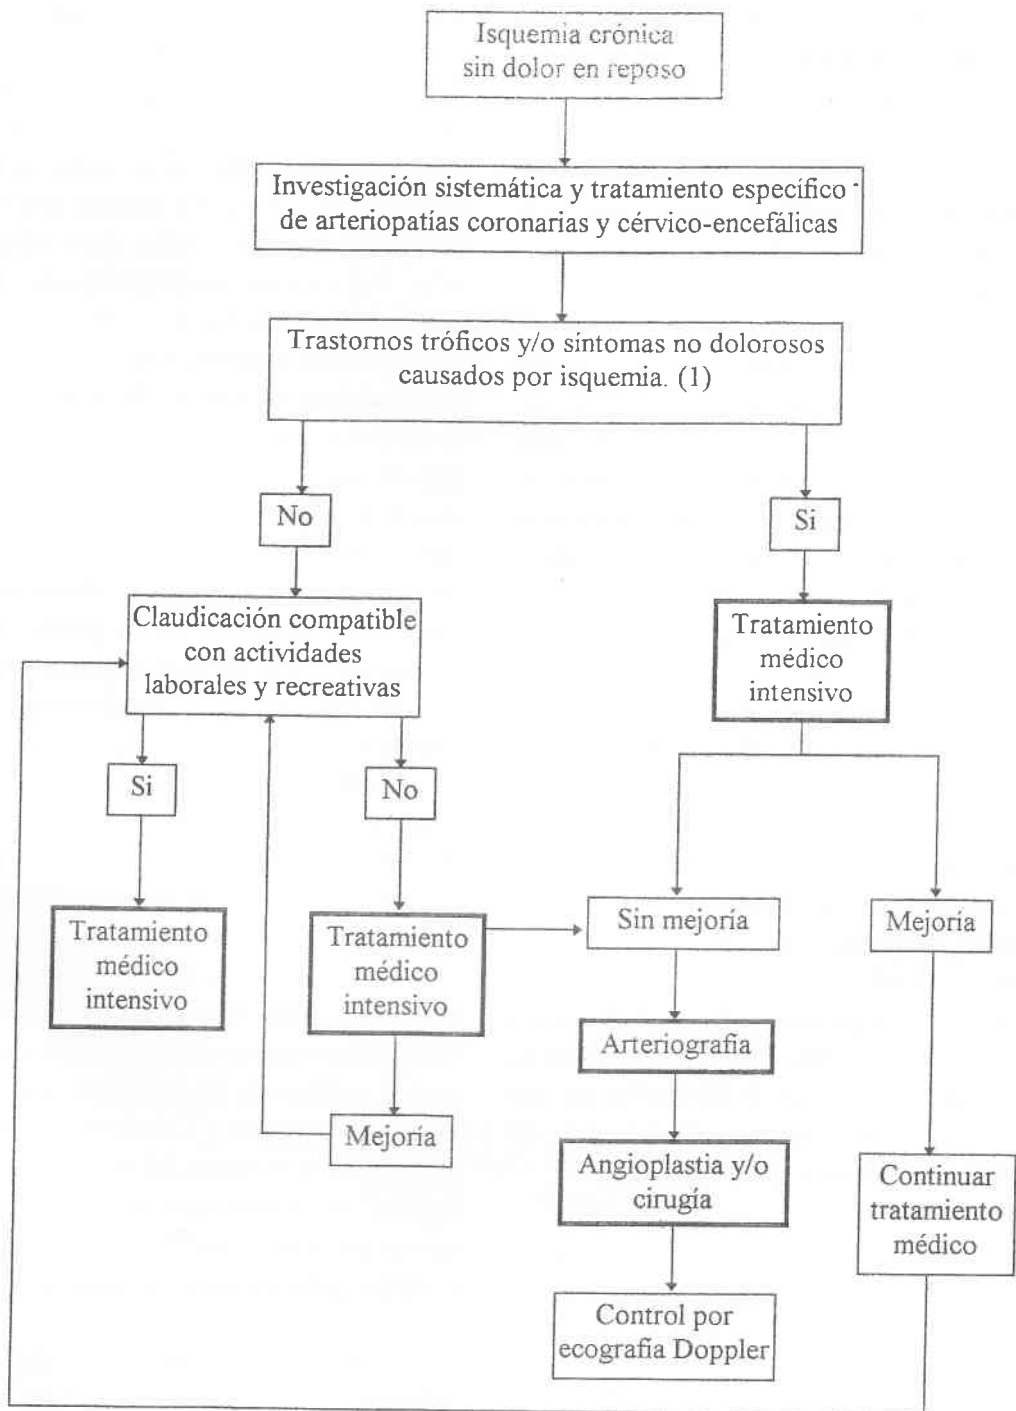 Isquemia crónica
sin dolor en reposo
Investigación sistemática y tratamiento específico
de arteriopatías coronarias y cérvico-encefálicas
Trastornos tróficos y/o síntomas no dolorosos
causados por isquemia. (1)
No
Si
Claudicación compatible
con actividades
laborales y recreativas
Tratamiento
médico
intensivo
Si
No
Tratamiento
médico
intensivo
Tratamiento
médico
intensivo
Sin mejoría
Mejoría
Arteriografía
Mejoría
Angioplastia y/o
cirugía
Continuar
tratamiento
médico
Control por
ecografía Doppler